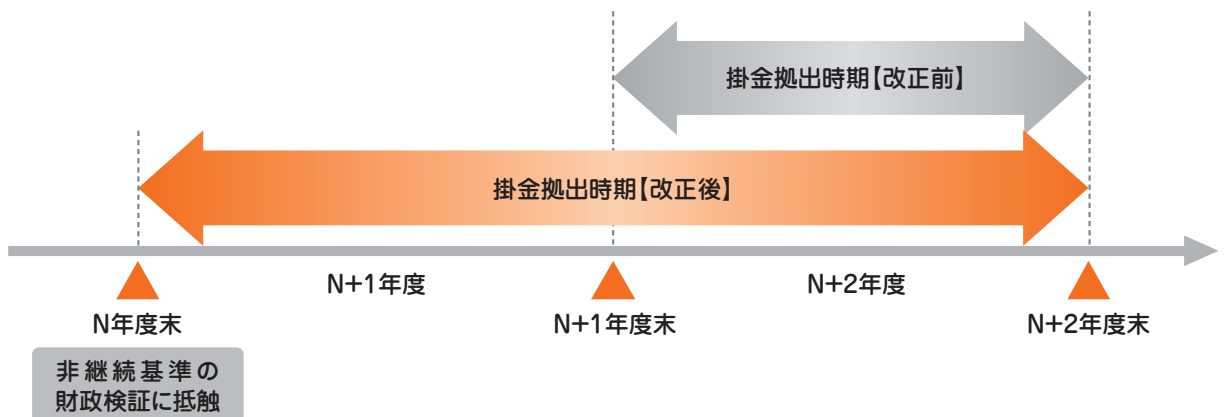 掛金拠出時期【改正前】
掛金拠出時期【改正後】
N+1年度
N+2年度
N年度末
N+1年度末
N+2年度末
非継続基準の
財政検証に抵触